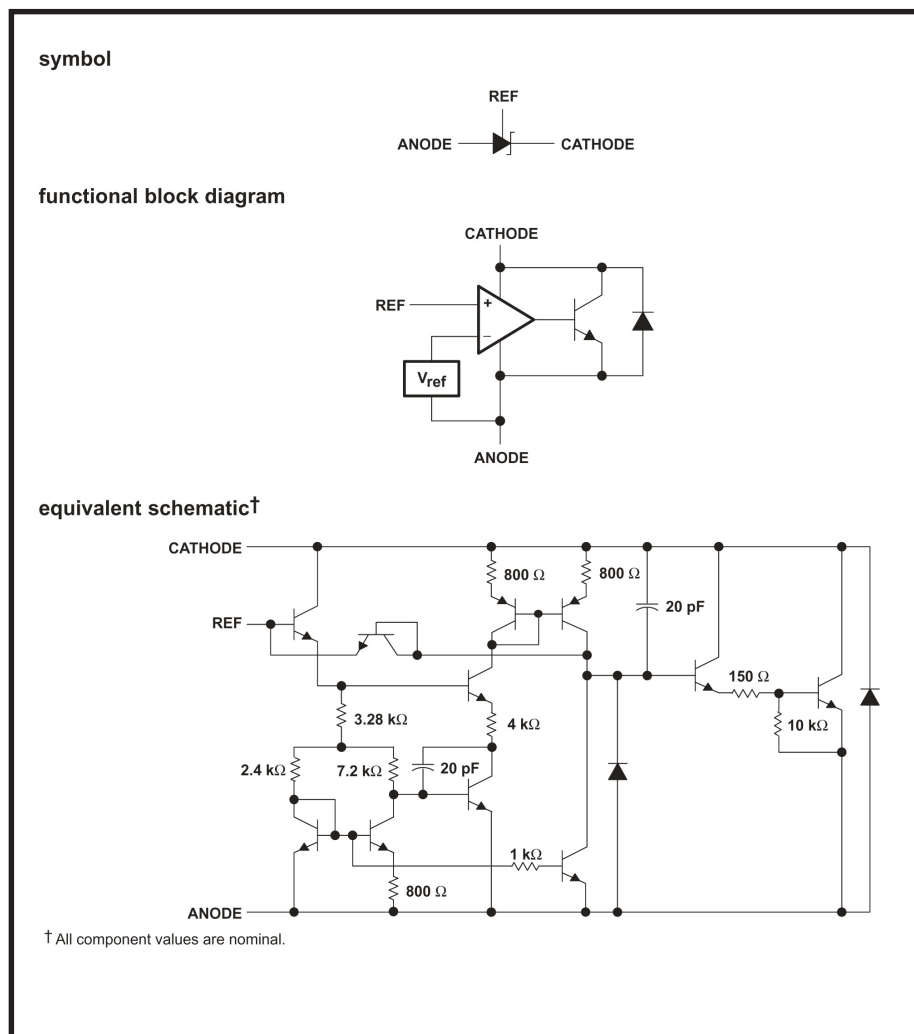 symbol
REF
ANODE CATHODE
functional block diagram
CATHODE
REF +
−
Vref
ANODE
equivalent schematic†
CATHODE
800 Ω 800 Ω
20 pF
REF
150 Ω
3.28 kΩ 4 kΩ 10 kΩ
2.4 kΩ 7.2 kΩ 20 pF
1 kΩ
800 Ω
ANODE
† All component values are nominal.